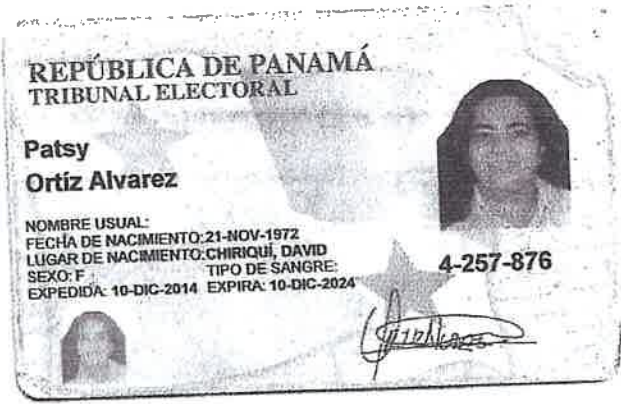 REPÚBLICA DE PANAMÁ
TRIBUNAL ELECTORAL
Patsy
Ortiz Alvarez
NOMBRE USUAL:
FECHA DE NACIMIENTO:21-NOV-1972
LUGAR DE NACIMIENTO:CHIRIQUÍ, DAVID
SEXO: F TIPO DE SANGRE:
EXPEDIDA: 10-DIC-2014 EXPIRA: 10-DIC-2024
4-257-876